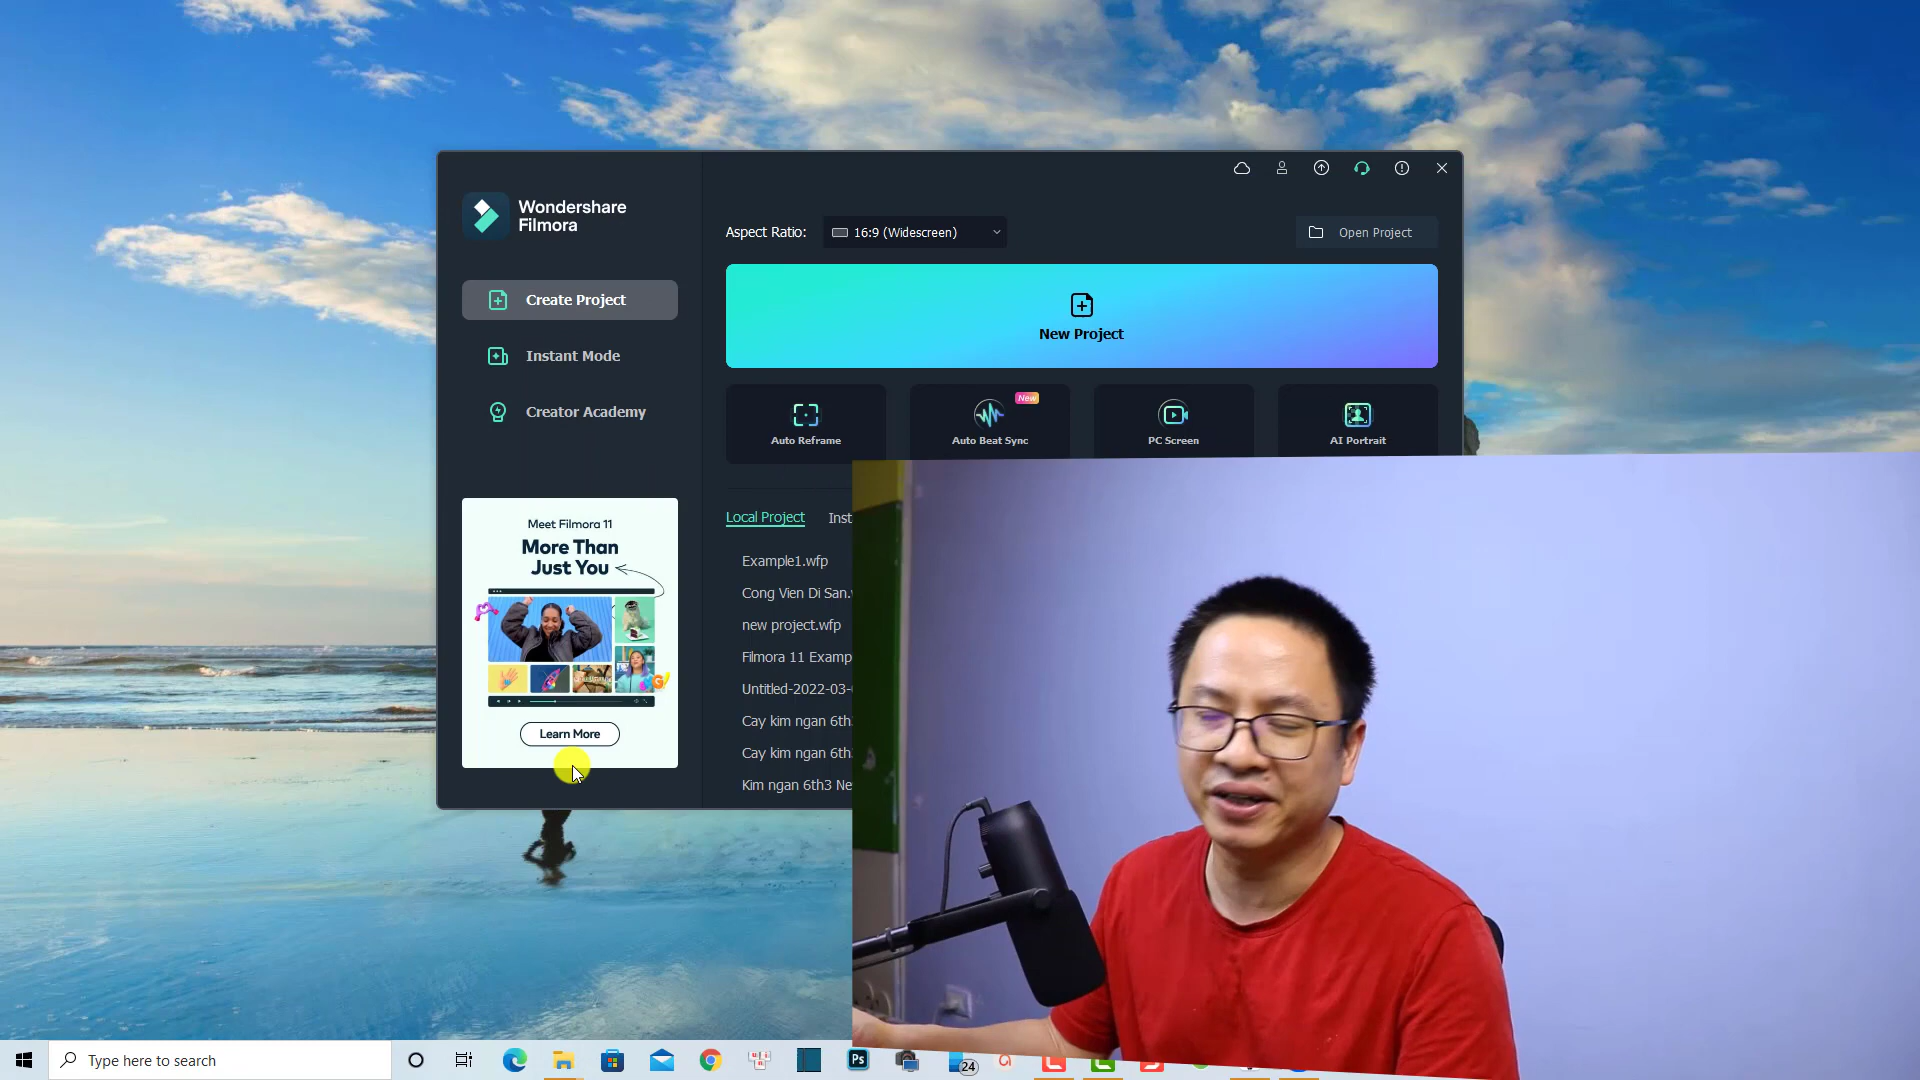 Wondershare
Filmora
Aspect Ratio:
16:9 (Widescreen)
Open Project
Create Project
New Project
Instant Mode
Creator Academy
New
Auto Reframe
Auto Beat Sync
PC Screen
AI Portrait
Meet Filmora 11
More Than
Just You
Learn More
Local Project
Inst
Example1.wfp
Cong Vien Di San.
new project.wfp
Filmora 11 Examp
Untitled-2022-03-
Cay kim ngan 6th
Cay kim ngan 6th
Kim ngan 6th3 Ne
Type here to search
Ps
24